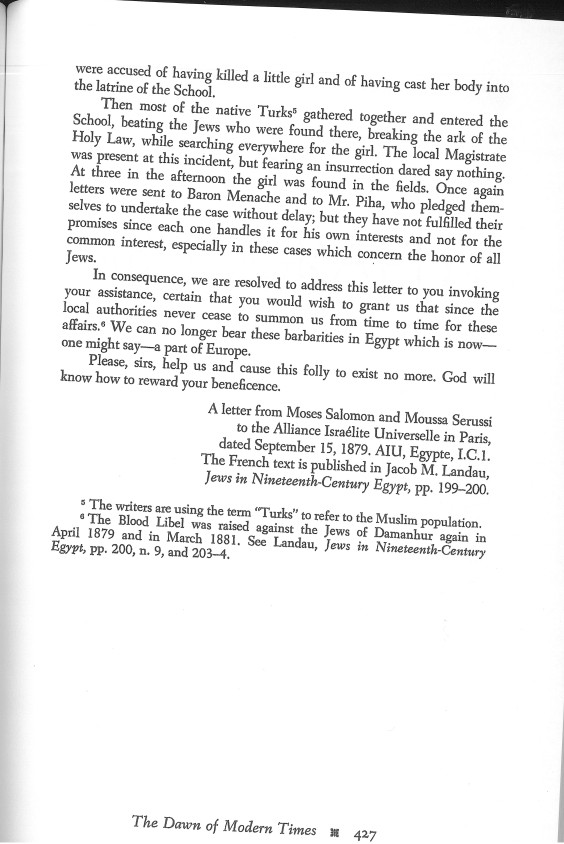 were accused of having killed a little girl and of having cast her body into
the latrine of the School.
Then most of the native Turks⁵ gathered together and entered the
School, beating the Jews who were found there, breaking the ark of the
Holy Law, while searching everywhere for the girl. The local Magistrate
was present at this incident, but fearing an insurrection dared say nothing.
At three in the afternoon the girl was found in the fields. Once again
letters were sent to Baron Menache and to Mr. Piha, who pledged them-
selves to undertake the case without delay; but they have not fulfilled their
promises since each one handles it for his own interests and not for the
common interest, especially in these cases which concern the honor of all
Jews.
In consequence, we are resolved to address this letter to you invoking
your assistance, certain that you would wish to grant us that since the
local authorities never cease to summon us from time to time for these
affairs.⁶ We can no longer bear these barbarities in Egypt which is now—
one might say—a part of Europe.
Please, sirs, help us and cause this folly to exist no more. God will
know how to reward your beneficence.
A letter from Moses Salomon and Moussa Serussi
to the Alliance Israélite Universelle in Paris,
dated September 15, 1879. AIU, Egypte, I.C.1.
The French text is published in Jacob M. Landau,
Jews in Nineteenth-Century Egypt, pp. 199–200.
⁵ The writers are using the term “Turks” to refer to the Muslim population.
⁶ The Blood Libel was raised against the Jews of Damanhur again in
April 1879 and in March 1881. See Landau, Jews in Nineteenth-Century
Egypt, pp. 200, n. 9, and 203–4.
The Dawn of Modern Times 427